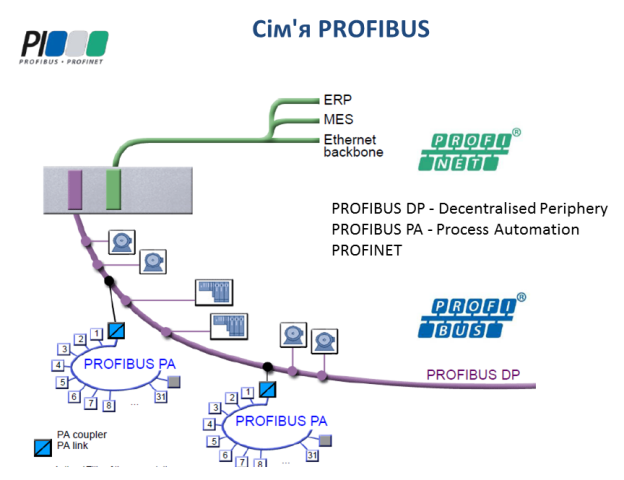 Сім'я PROFIBUS
PI
PROFIBUS • PROFINET
ERP
MES
Ethernet
backbone
PROFI®
NET
PROFIBUS DP - Decentralised Periphery
PROFIBUS PA - Process Automation
PROFINET
PROFI®
BUS
PROFIBUS DP
1
2
3
4
5
6
7
8
...
31
PROFIBUS PA
1
2
3
4
5
6
7
8
...
31
PROFIBUS PA
PA coupler
PA link